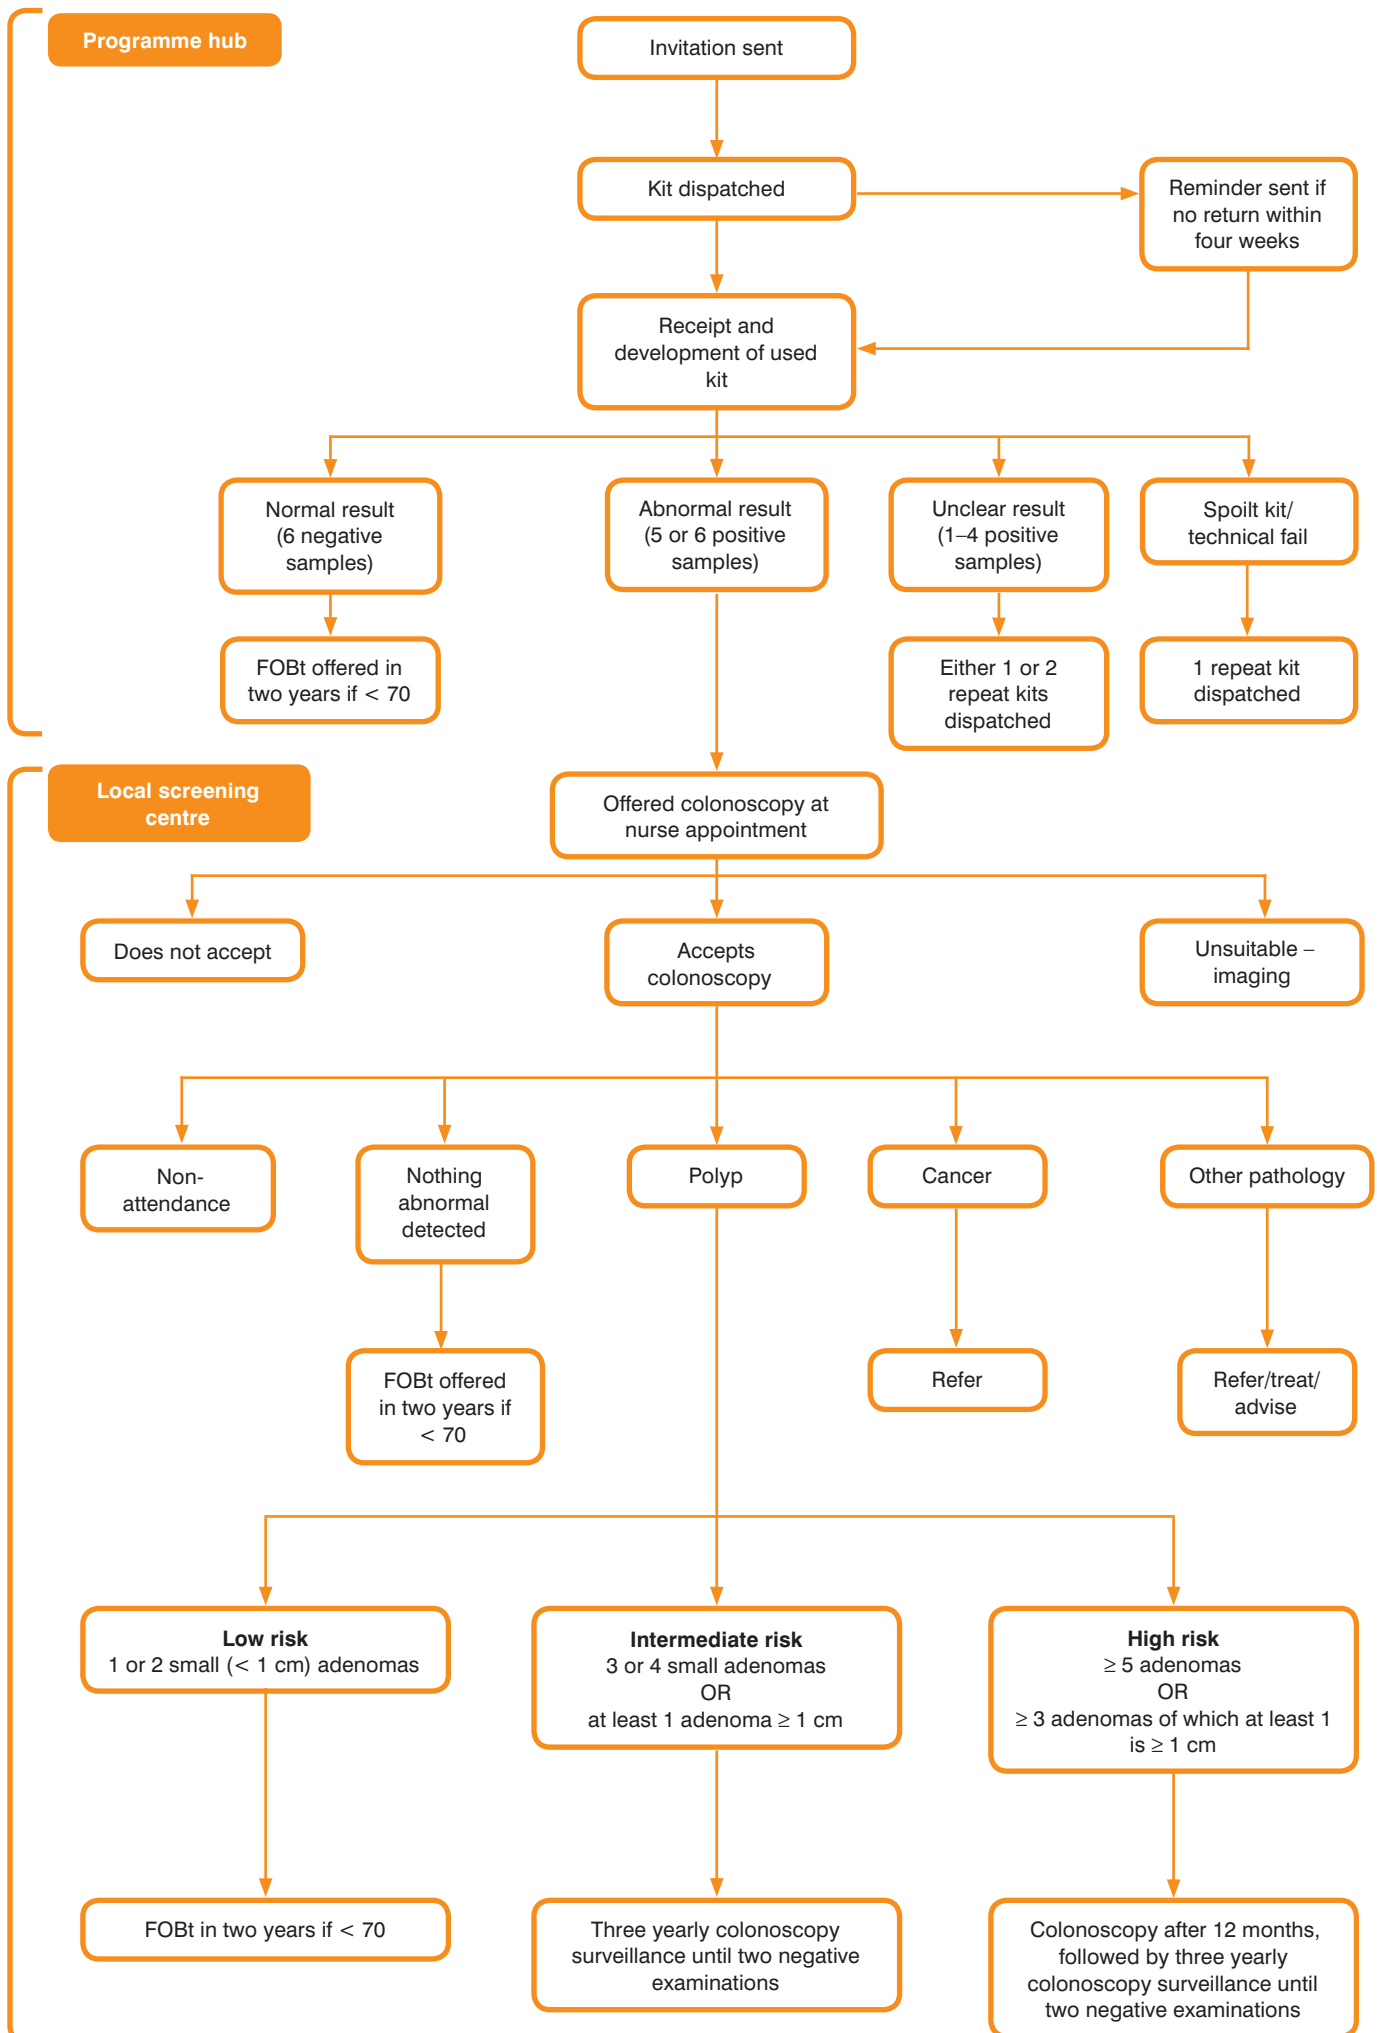 Programme hub
Invitation sent
Kit dispatched
Reminder sent if
no return within
four weeks
Receipt and
development of used
kit
Normal result
(6 negative
samples)
Abnormal result
(5 or 6 positive
samples)
Unclear result
(1–4 positive
samples)
Spoilt kit/
technical fail
FOBt offered in
two years if < 70
Either 1 or 2
repeat kits
dispatched
1 repeat kit
dispatched
Local screening
centre
Offered colonoscopy at
nurse appointment
Does not accept
Accepts
colonoscopy
Unsuitable –
imaging
Non-
attendance
Nothing
abnormal
detected
Polyp
Cancer
Other pathology
FOBt offered
in two years if
< 70
Refer
Refer/treat/
advise
Low risk
1 or 2 small (< 1 cm) adenomas
Intermediate risk
3 or 4 small adenomas
OR
at least 1 adenoma ≥ 1 cm
High risk
≥ 5 adenomas
OR
≥ 3 adenomas of which at least 1
is ≥ 1 cm
FOBt in two years if < 70
Three yearly colonoscopy
surveillance until two negative
examinations
Colonoscopy after 12 months,
followed by three yearly
colonoscopy surveillance until
two negative examinations